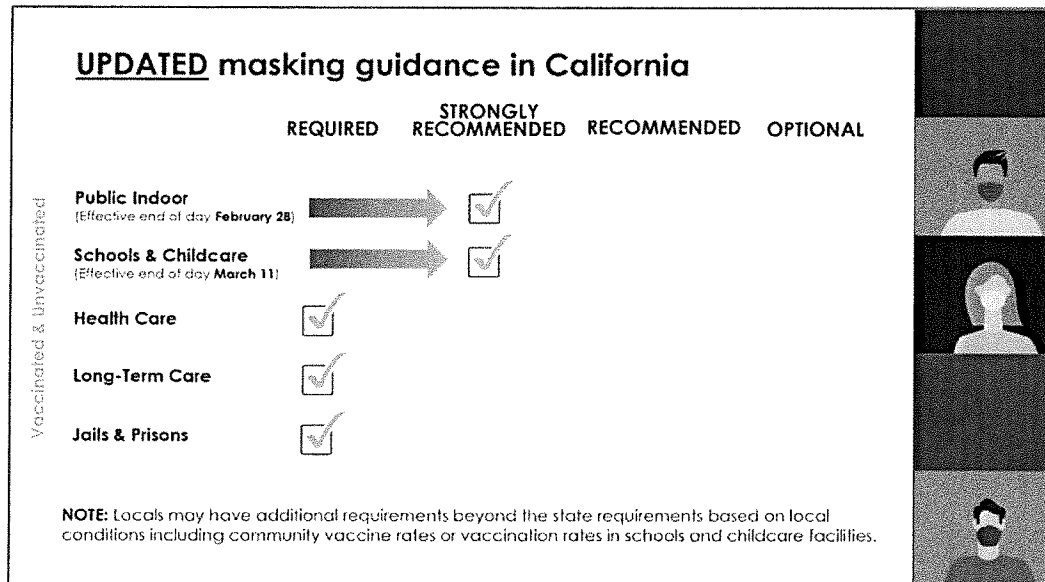 UPDATED masking guidance in California
REQUIRED
STRONGLY
RECOMMENDED
RECOMMENDED
OPTIONAL
Vaccinated & Unvaccinated
Public Indoor
(Effective end of day February 28)
Schools & Childcare
(Effective end of day March 11)
Health Care
Long-Term Care
Jails & Prisons
NOTE: Locals may have additional requirements beyond the state requirements based on local
conditions including community vaccine rates or vaccination rates in schools and childcare facilities.